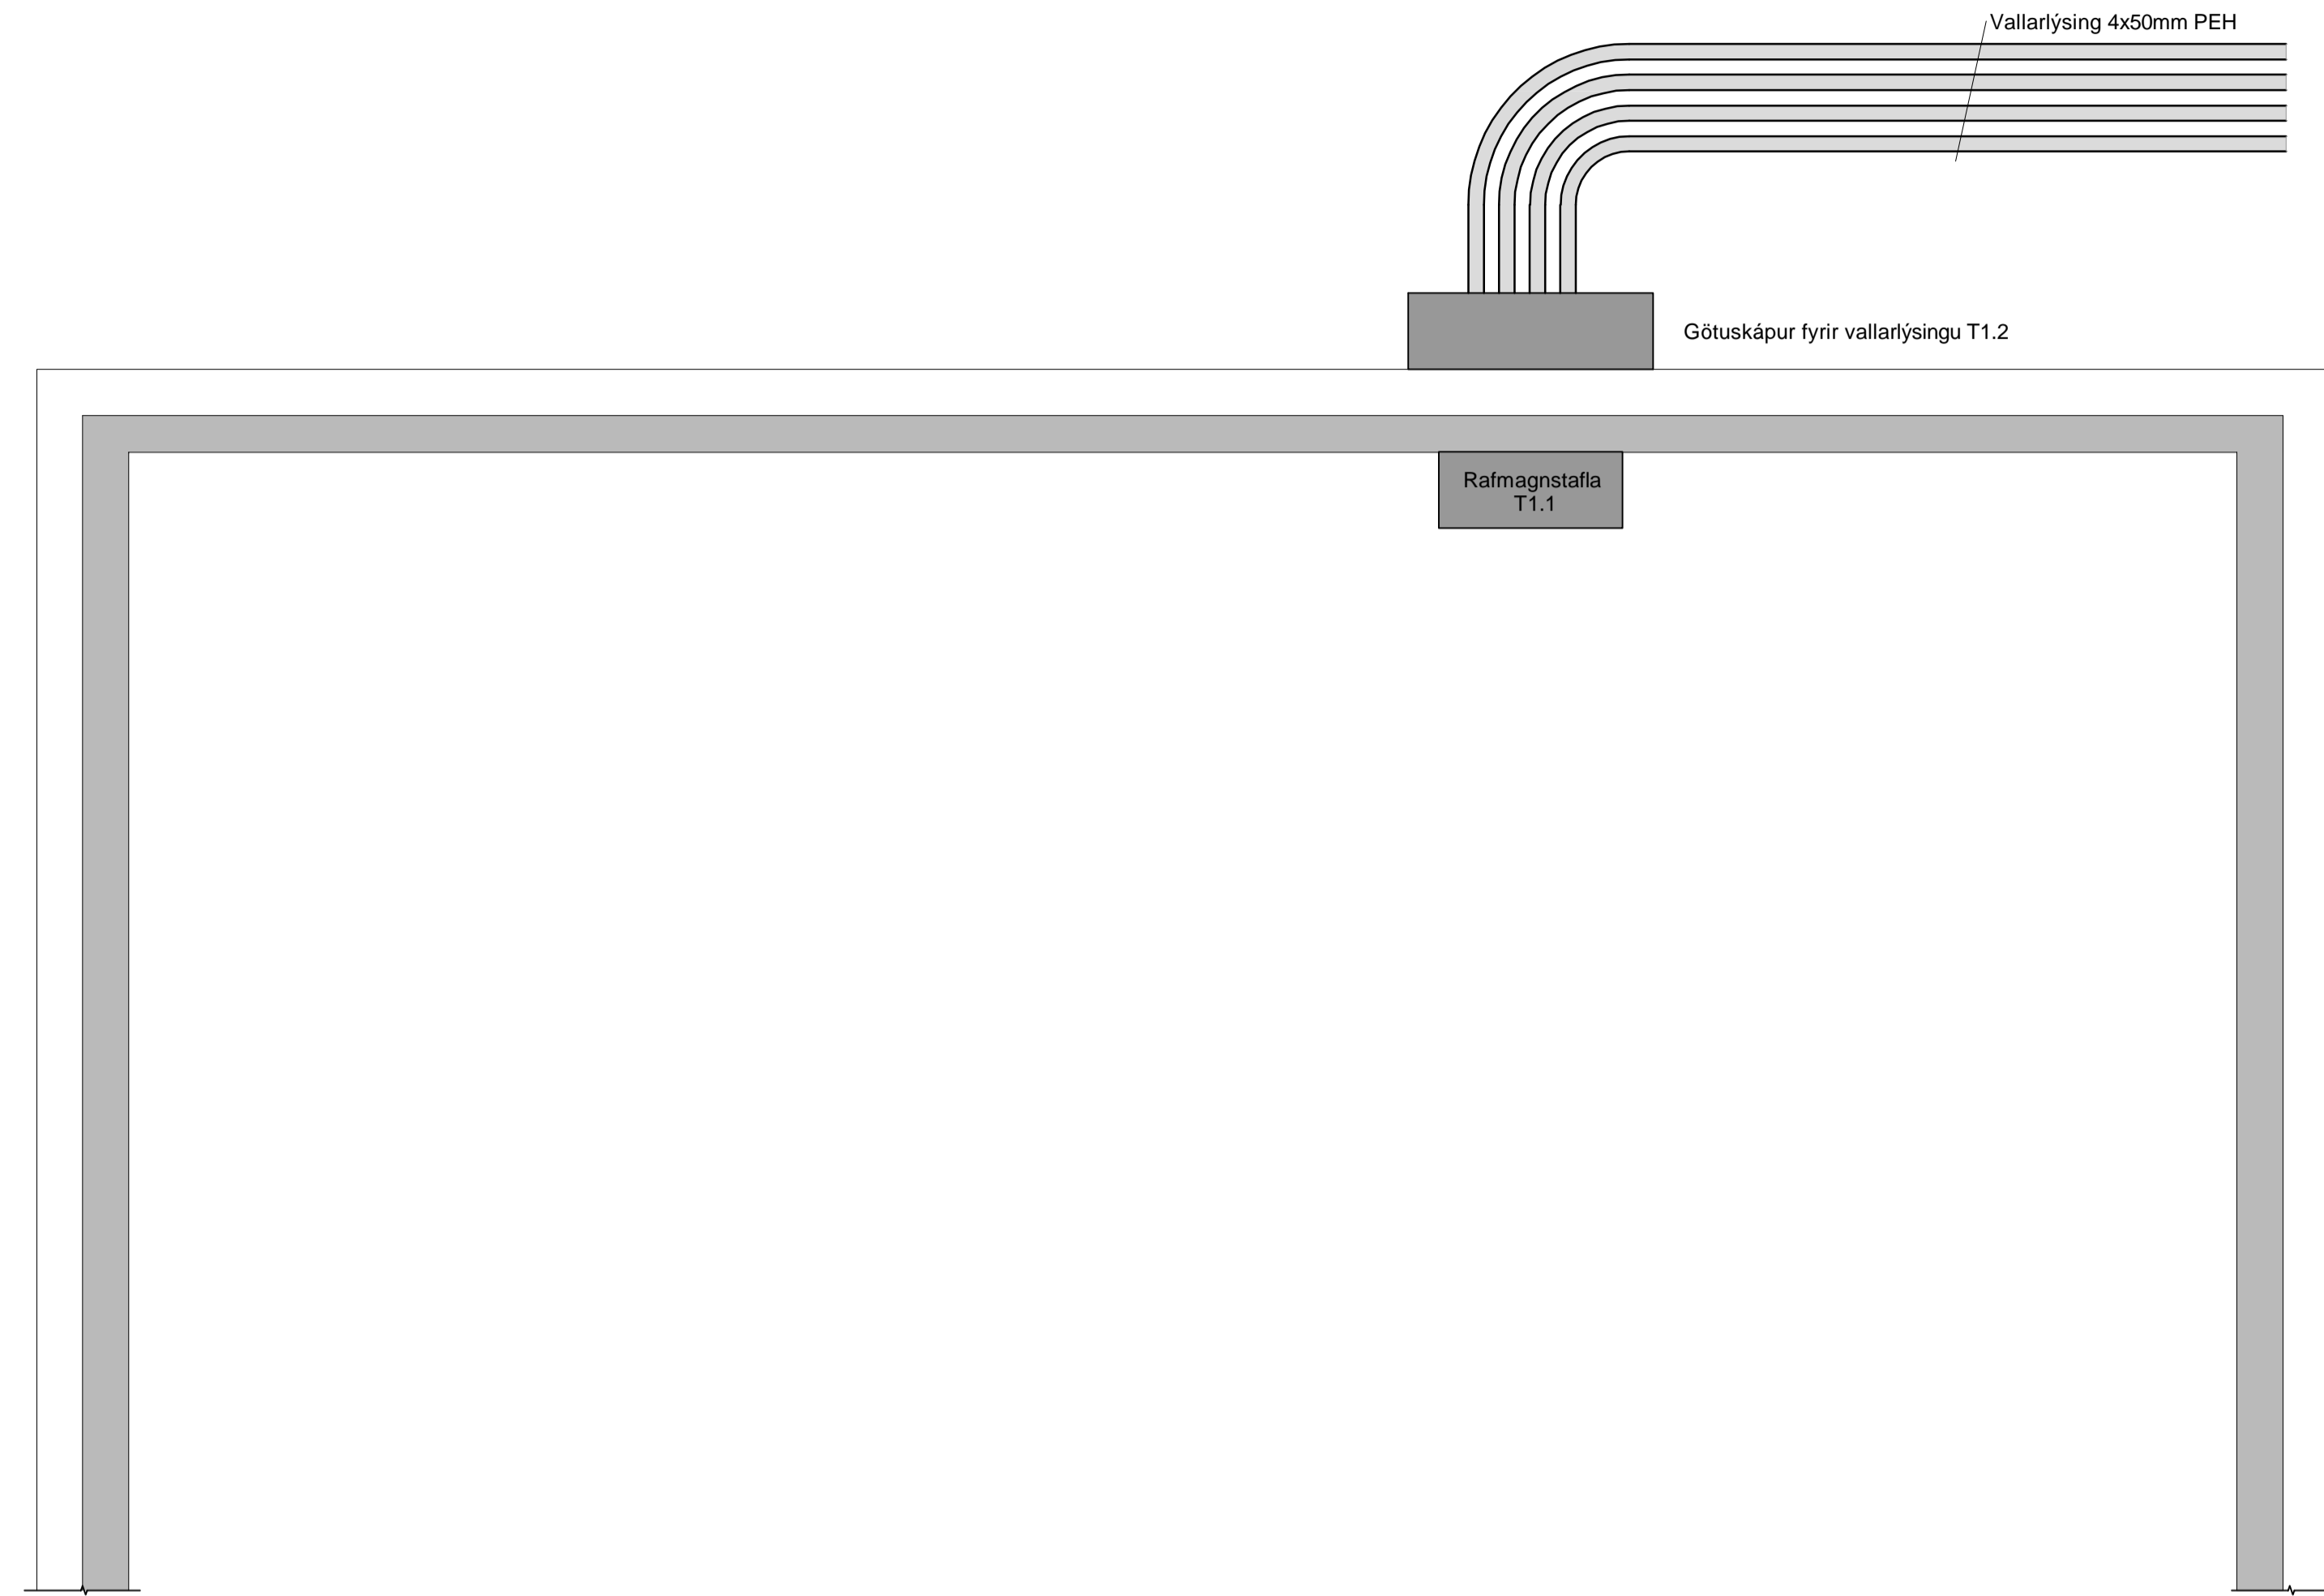 Vallarlýsing 4x50mm PEH
Götuskápur fyrir vallarlýsingu T1.2
Rafmagnstafla
T1.1